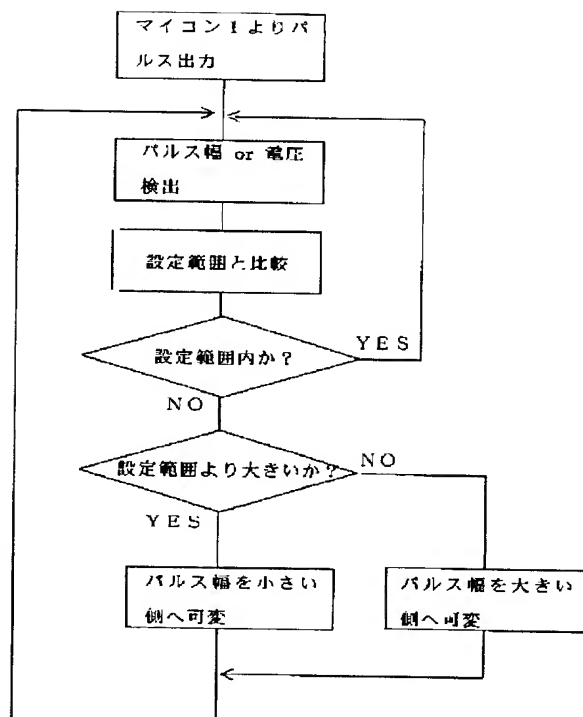 マイコン1よりパ
ルス出力
パルス幅 or 電圧
検出
設定範囲と比較
設定範囲内か?
YES
NO
設定範囲より大きいか?
NO
YES
パルス幅を小さい
側へ可変
パルス幅を大きい
側へ可変